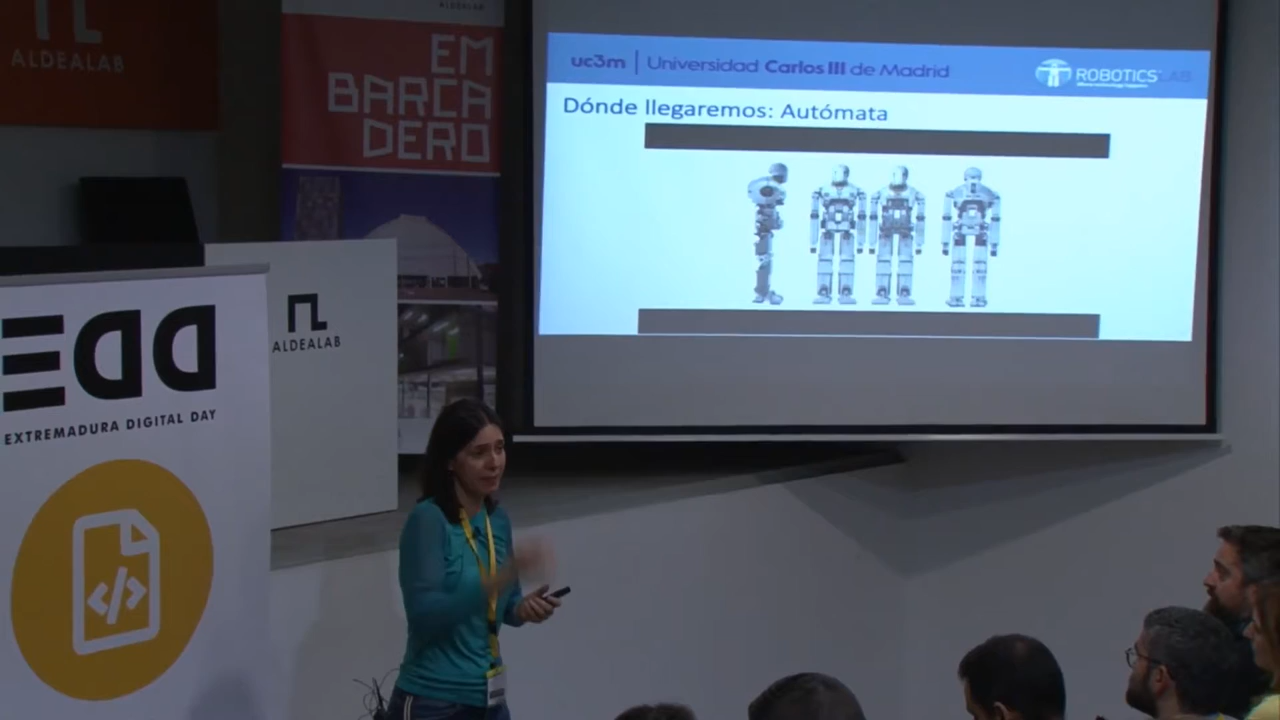 ALDEALAB
EM
BARCA
DERO
uc3m | Universidad Carlos III de Madrid
ROBOTICS LAB
Dónde llegaremos: Autómata
ALDEALAB
EDD
EXTREMADURA DIGITAL DAY
</>